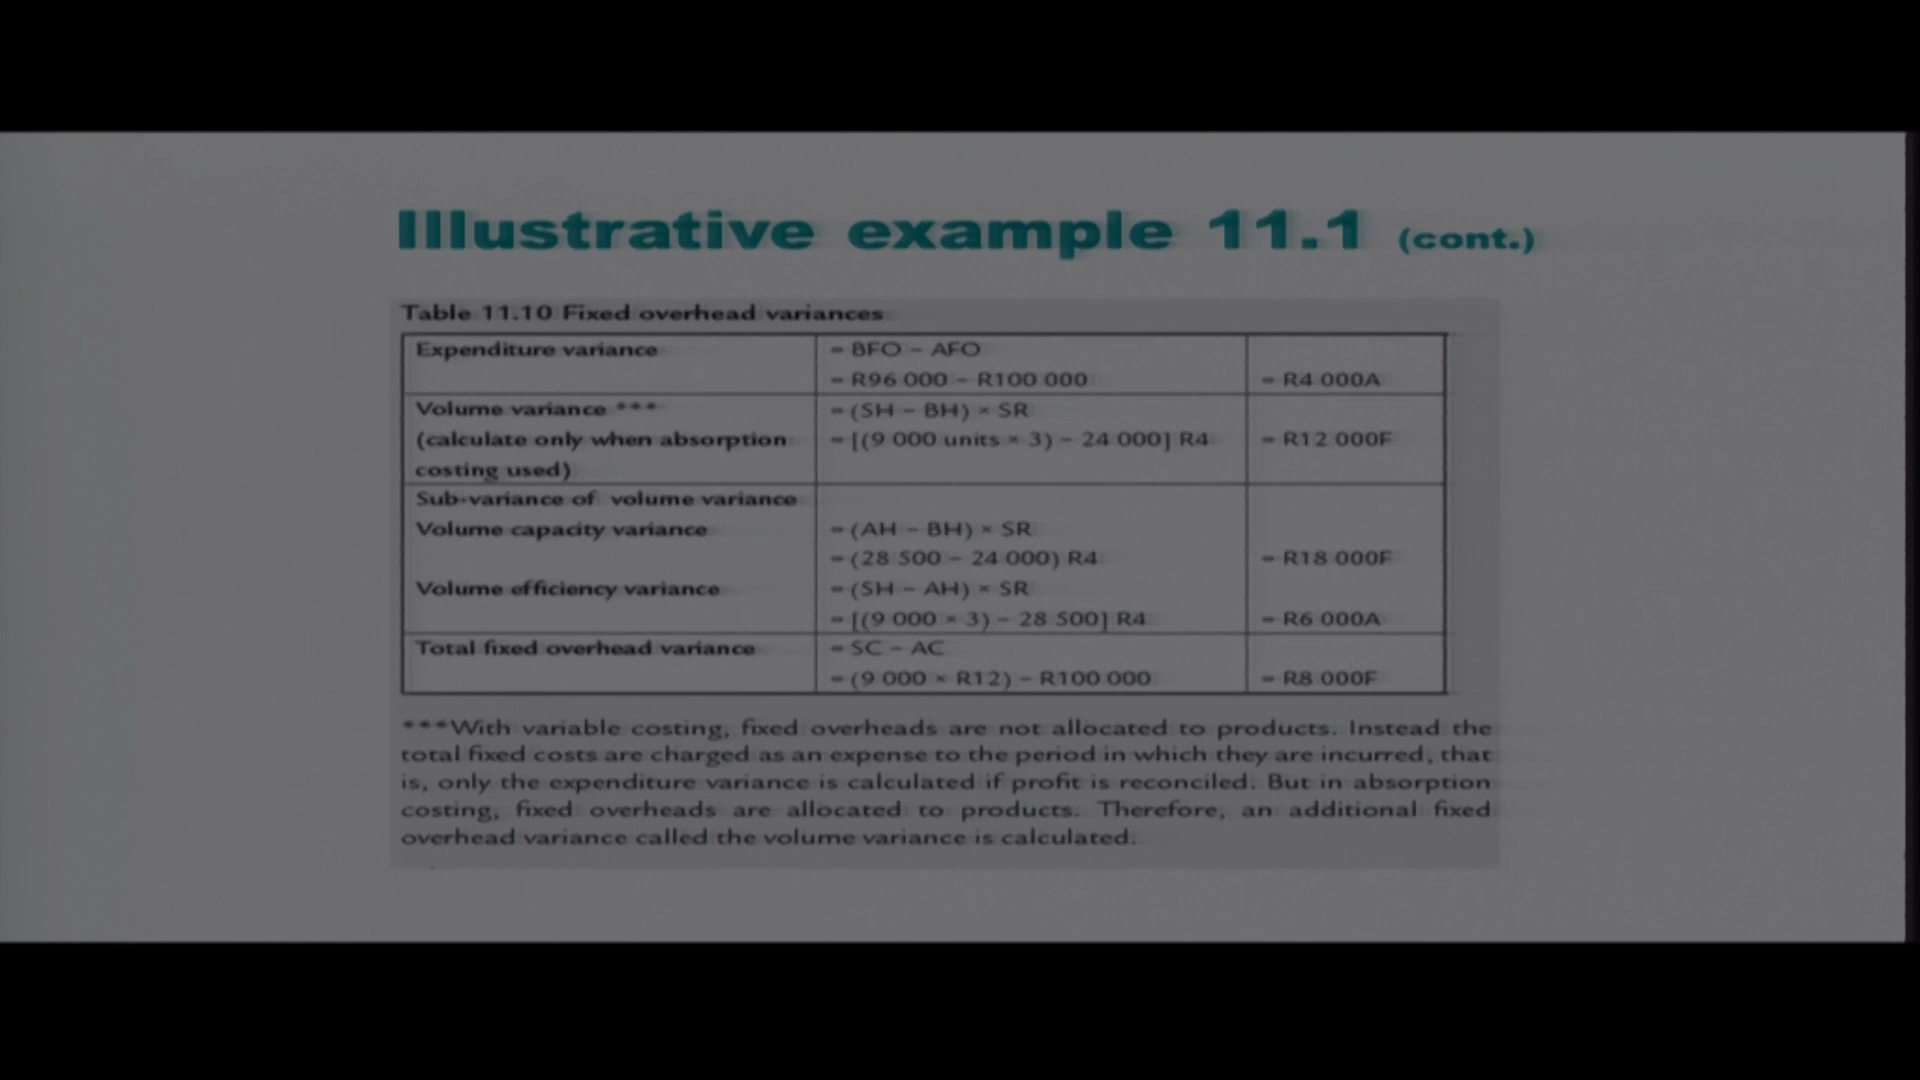 Illustrative example 11.1 (cont.)
Table 11.10 Fixed overhead variances
Expenditure variance = BFO – AFO
= R96 000 – R100 000 = R4 000A
Volume variance *** = (SH – BH) × SR
(calculate only when absorption = [(9 000 units × 3) – 24 000] R4 = R12 000F
costing used)
Sub-variance of volume variance
Volume capacity variance = (AH – BH) × SR
= (28 500 – 24 000) R4 = R18 000F
Volume efficiency variance = (SH – AH) × SR
= [(9 000 × 3) – 28 500] R4 = R6 000A
Total fixed overhead variance = SC – AC
= (9 000 × R12) – R100 000 = R8 000F
***With variable costing, fixed overheads are not allocated to products. Instead the
total fixed costs are charged as an expense to the period in which they are incurred, that
is, only the expenditure variance is calculated if profit is reconciled. But in absorption
costing, fixed overheads are allocated to products. Therefore, an additional fixed
overhead variance called the volume variance is calculated.